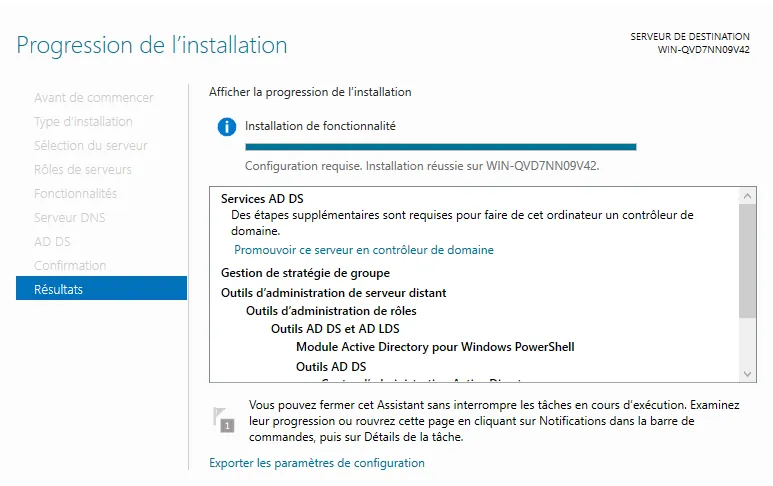 Progression de l'installation
SERVEUR DE DESTINATION
WIN-QVD7NN09V42
Avant de commencer
Type d'installation
Sélection du serveur
Rôles de serveurs
Fonctionnalités
Serveur DNS
AD DS
Confirmation
Résultats
Afficher la progression de l'installation
Installation de fonctionnalité
Configuration requise. Installation réussie sur WIN-QVD7NN09V42.
Services AD DS
Des étapes supplémentaires sont requises pour faire de cet ordinateur un contrôleur de
domaine.
Promouvoir ce serveur en contrôleur de domaine
Gestion de stratégie de groupe
Outils d'administration de serveur distant
Outils d'administration de rôles
Outils AD DS et AD LDS
Module Active Directory pour Windows PowerShell
Outils AD DS
1
Vous pouvez fermer cet Assistant sans interrompre les tâches en cours d'exécution. Examinez
leur progression ou rouvrez cette page en cliquant sur Notifications dans la barre de
commandes, puis sur Détails de la tâche.
Exporter les paramètres de configuration